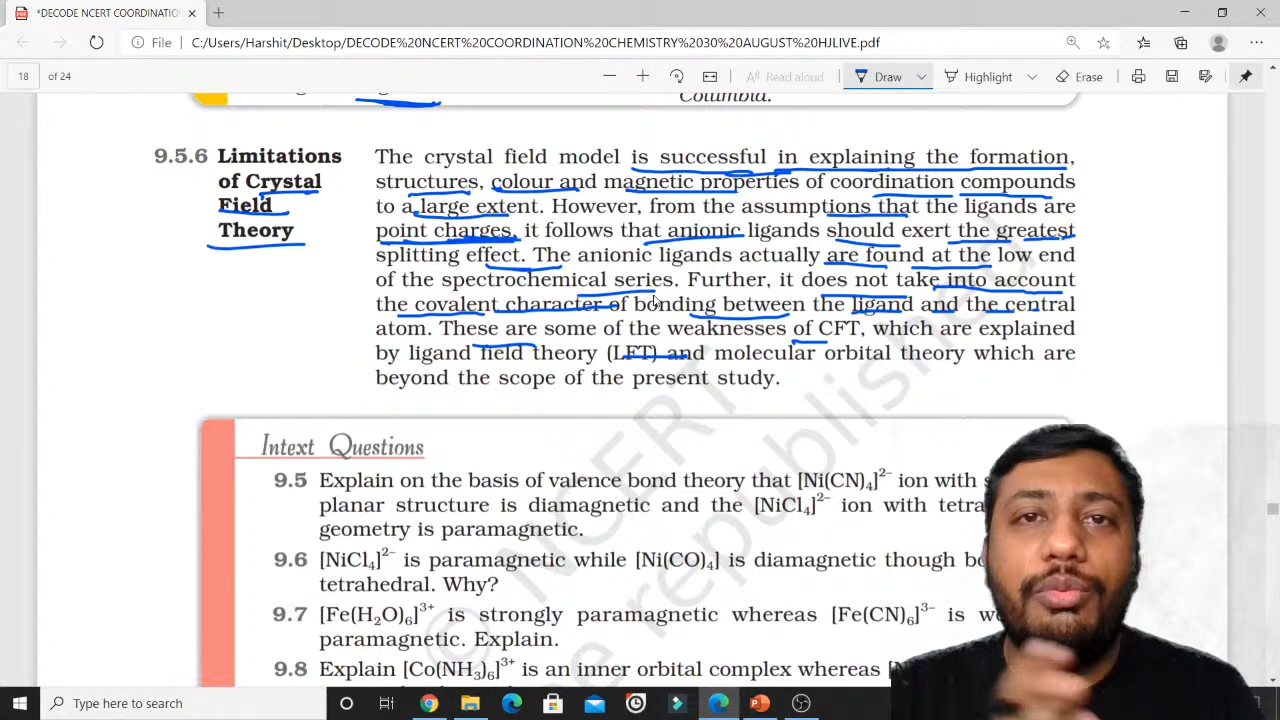 *DECODE NCERT COORDINATION
File C:/Users/Harshit/Desktop/DECODE%20NCERT%20COORDINATION%20CHEMISTRY%2030%20AUGUST%20HJLIVE.pdf
18 of 24 Read aloud Draw Highlight Erase
Columbia.
9.5.6 Limitations of Crystal Field Theory
The crystal field model is successful in explaining the formation,
structures, colour and magnetic properties of coordination compounds
to a large extent. However, from the assumptions that the ligands are
point charges, it follows that anionic ligands should exert the greatest
splitting effect. The anionic ligands actually are found at the low end
of the spectrochemical series. Further, it does not take into account
the covalent character of bonding between the ligand and the central
atom. These are some of the weaknesses of CFT, which are explained
by ligand field theory (LFT) and molecular orbital theory which are
beyond the scope of the present study.
Intext Questions
9.5 Explain on the basis of valence bond theory that [Ni(CN)₄]²⁻ ion with
planar structure is diamagnetic and the [NiCl₄]²⁻ ion with
geometry is paramagnetic.
9.6 [NiCl₄]²⁻ is paramagnetic while [Ni(CO)₄] is diamagnetic though
tetrahedral. Why?
9.7 [Fe(H₂O)₆]³⁺ is strongly paramagnetic whereas [Fe(CN)₆]³⁻ is
paramagnetic. Explain.
9.8 Explain [Co(NH₃)₆]³⁺ is an inner orbital complex whereas
© NCERT
be republished
Type here to search